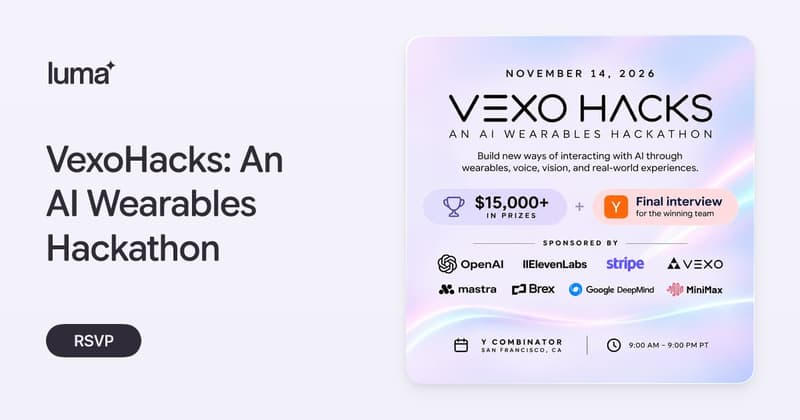 luma
VexoHacks: An
AI Wearables
Hackathon
RSVP
NOVEMBER 14, 2026
VEXO HACKS
AN AI WEARABLES HACKATHON
Build new ways of interacting with AI through
wearables, voice, vision, and real-world experiences.
$15,000+
IN PRIZES
+
Y
Final interview
for the winning team
SPONSORED BY
OpenAI IIElevenLabs stripe VEXO
mastra Brex Google DeepMind MiniMax
Y COMBINATOR
SAN FRANCISCO, CA
9:00 AM – 9:00 PM PT